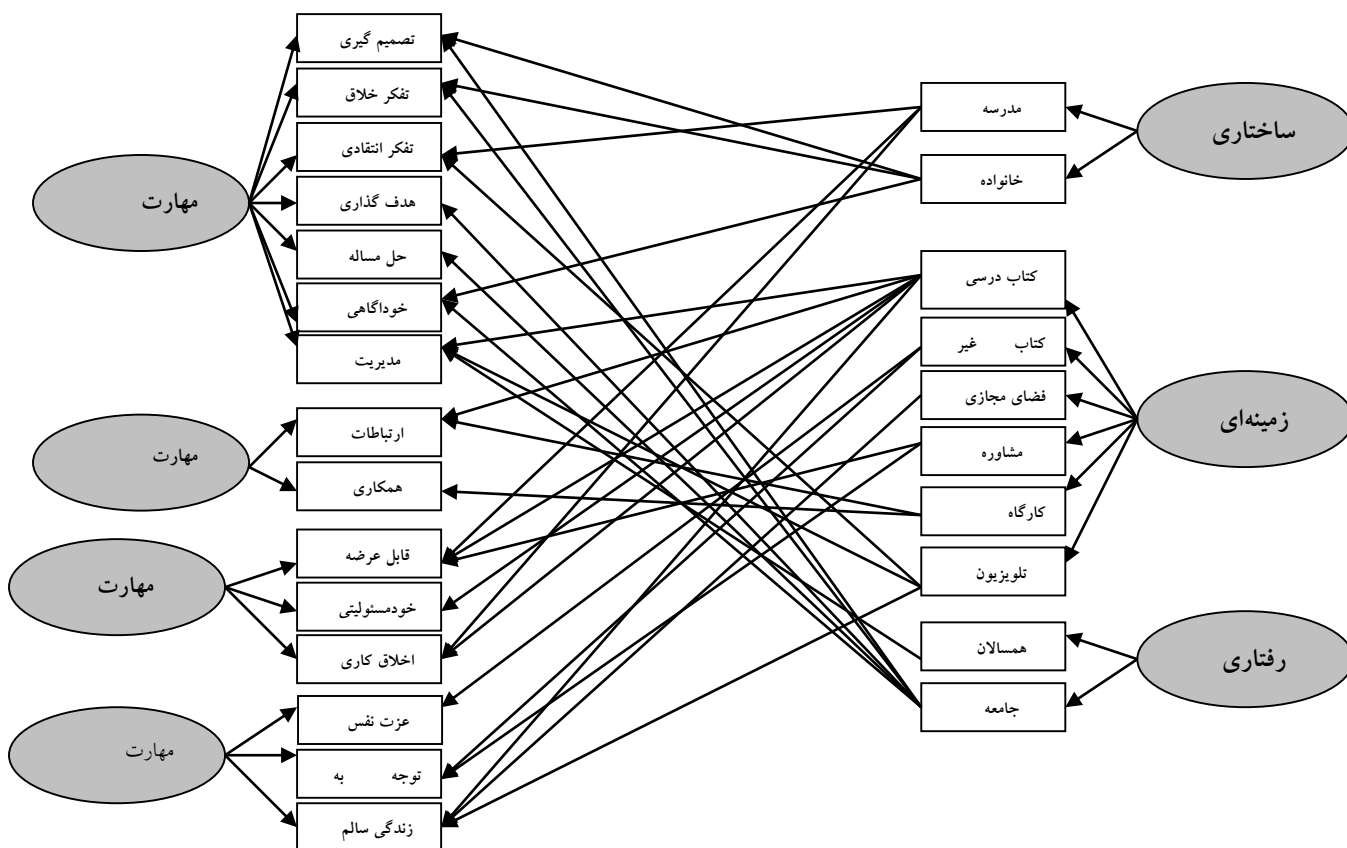 ساختاری
مدرسه
خانواده
زمینه‌ای
کتاب درسی
کتاب غیر
فضای مجازی
مشاوره
کارگاه
تلویزیون
رفتاری
همسالان
جامعه
تصمیم گیری
تفکر خلاق
تفکر انتقادی
هدف گذاری
حل مساله
خوداگاهی
مدیریت
مهارت
ارتباطات
همکاری
مهارت
قابل عرضه
خودمسئولیتی
اخلاق کاری
مهارت
عزت نفس
توجه به
زندگی سالم
مهارت